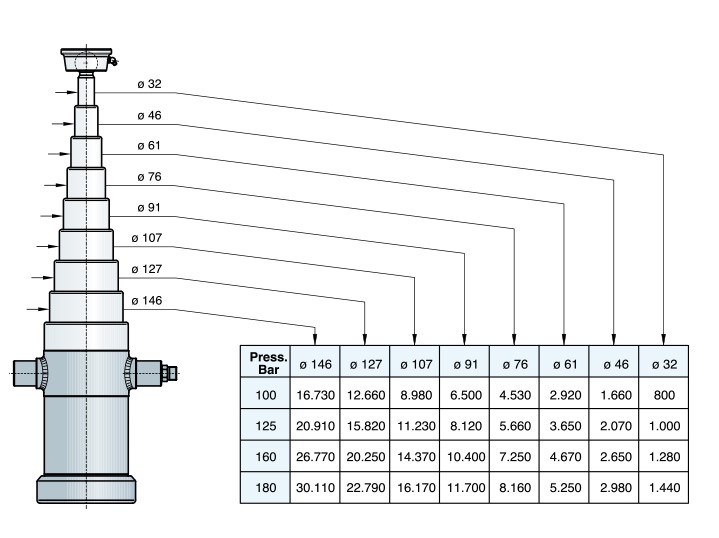 ø 32
ø 46
ø 61
ø 76
ø 91
ø 107
ø 127
ø 146
Press. Bar ø 146 ø 127 ø 107 ø 91 ø 76 ø 61 ø 46 ø 32
100 16.730 12.660 8.980 6.500 4.530 2.920 1.660 800
125 20.910 15.820 11.230 8.120 5.660 3.650 2.070 1.000
160 26.770 20.250 14.370 10.400 7.250 4.670 2.650 1.280
180 30.110 22.790 16.170 11.700 8.160 5.250 2.980 1.440